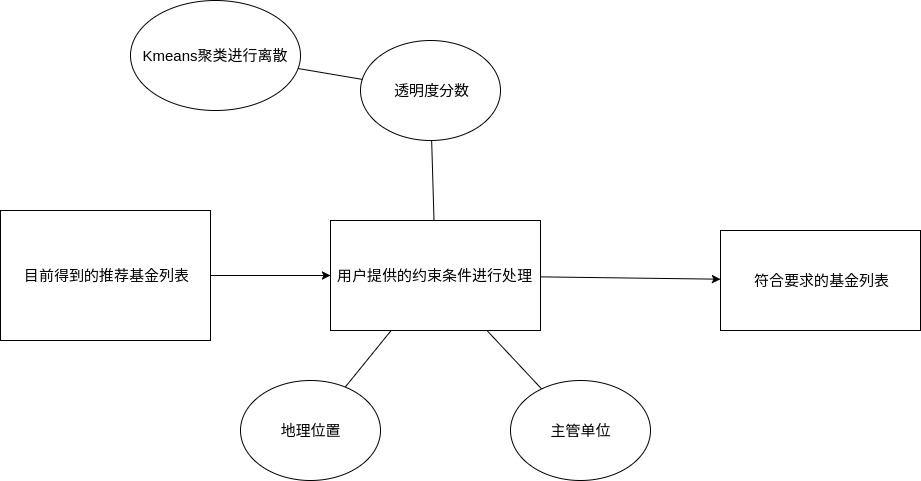 Kmeans聚类进行离散
透明度分数
目前得到的推荐基金列表
用户提供的约束条件进行处理
符合要求的基金列表
地理位置
主管单位